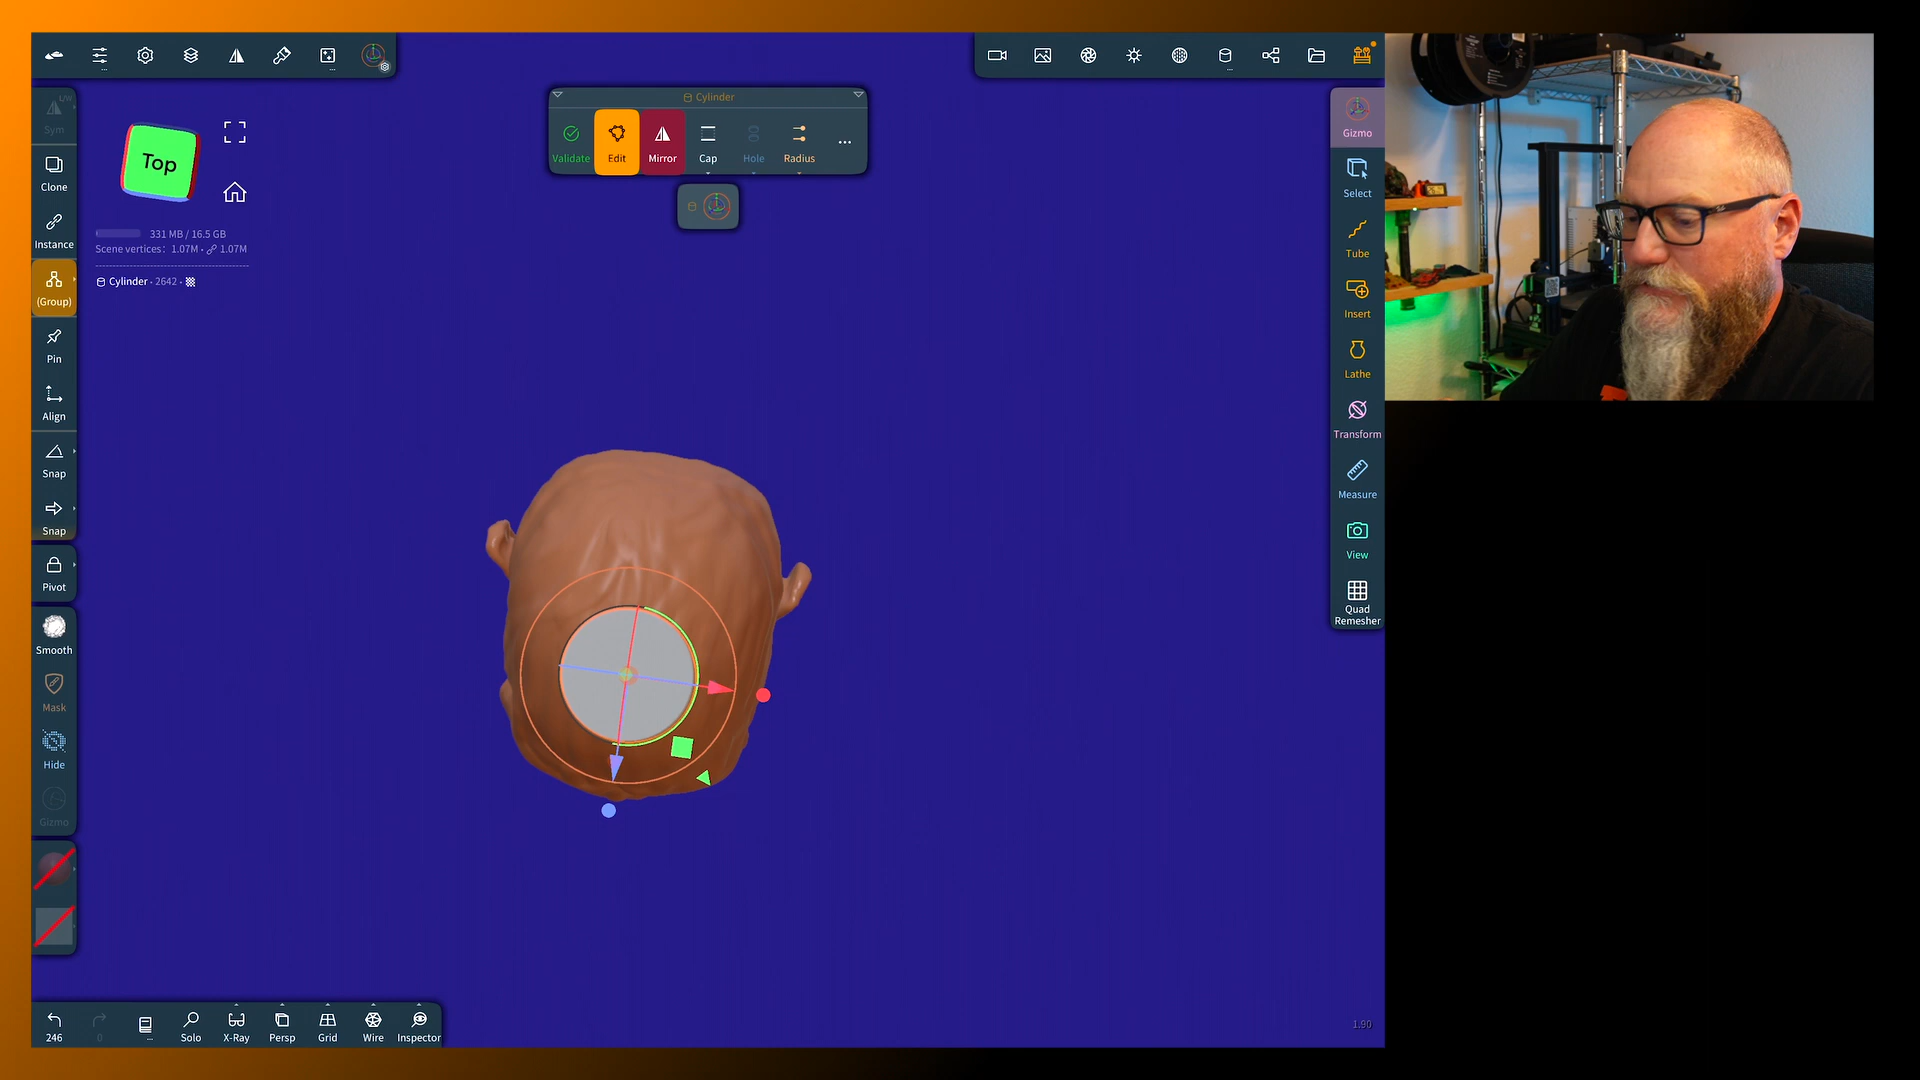 Cylinder
Validate
Edit
Mirror
Cap
Hole
Radius
...
Top
331 MB / 16.5 GB
Scene vertices: 1.07M • 1.07M
Cylinder • 2642 •
Sym
Clone
Instance
(Group)
Pin
Align
Snap
Snap
Pivot
Smooth
Mask
Hide
Gizmo
Gizmo
Select
Tube
Insert
Lathe
Transform
Measure
View
Quad
Remesher
246
0
Solo
X-Ray
Persp
Grid
Wire
Inspector
1.90